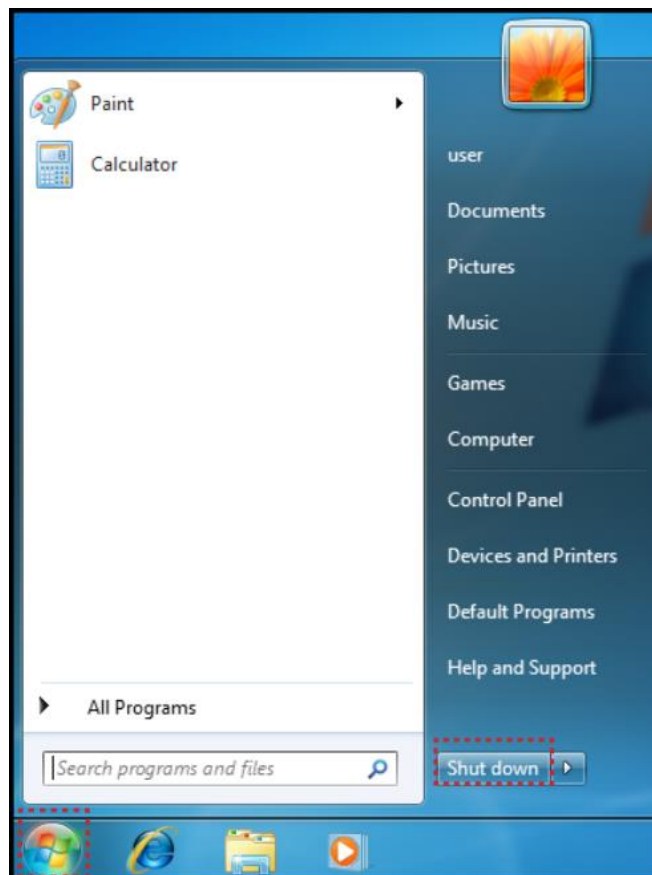 Paint
Calculator
All Programs
Search programs and files
user
Documents
Pictures
Music
Games
Computer
Control Panel
Devices and Printers
Default Programs
Help and Support
Shut down